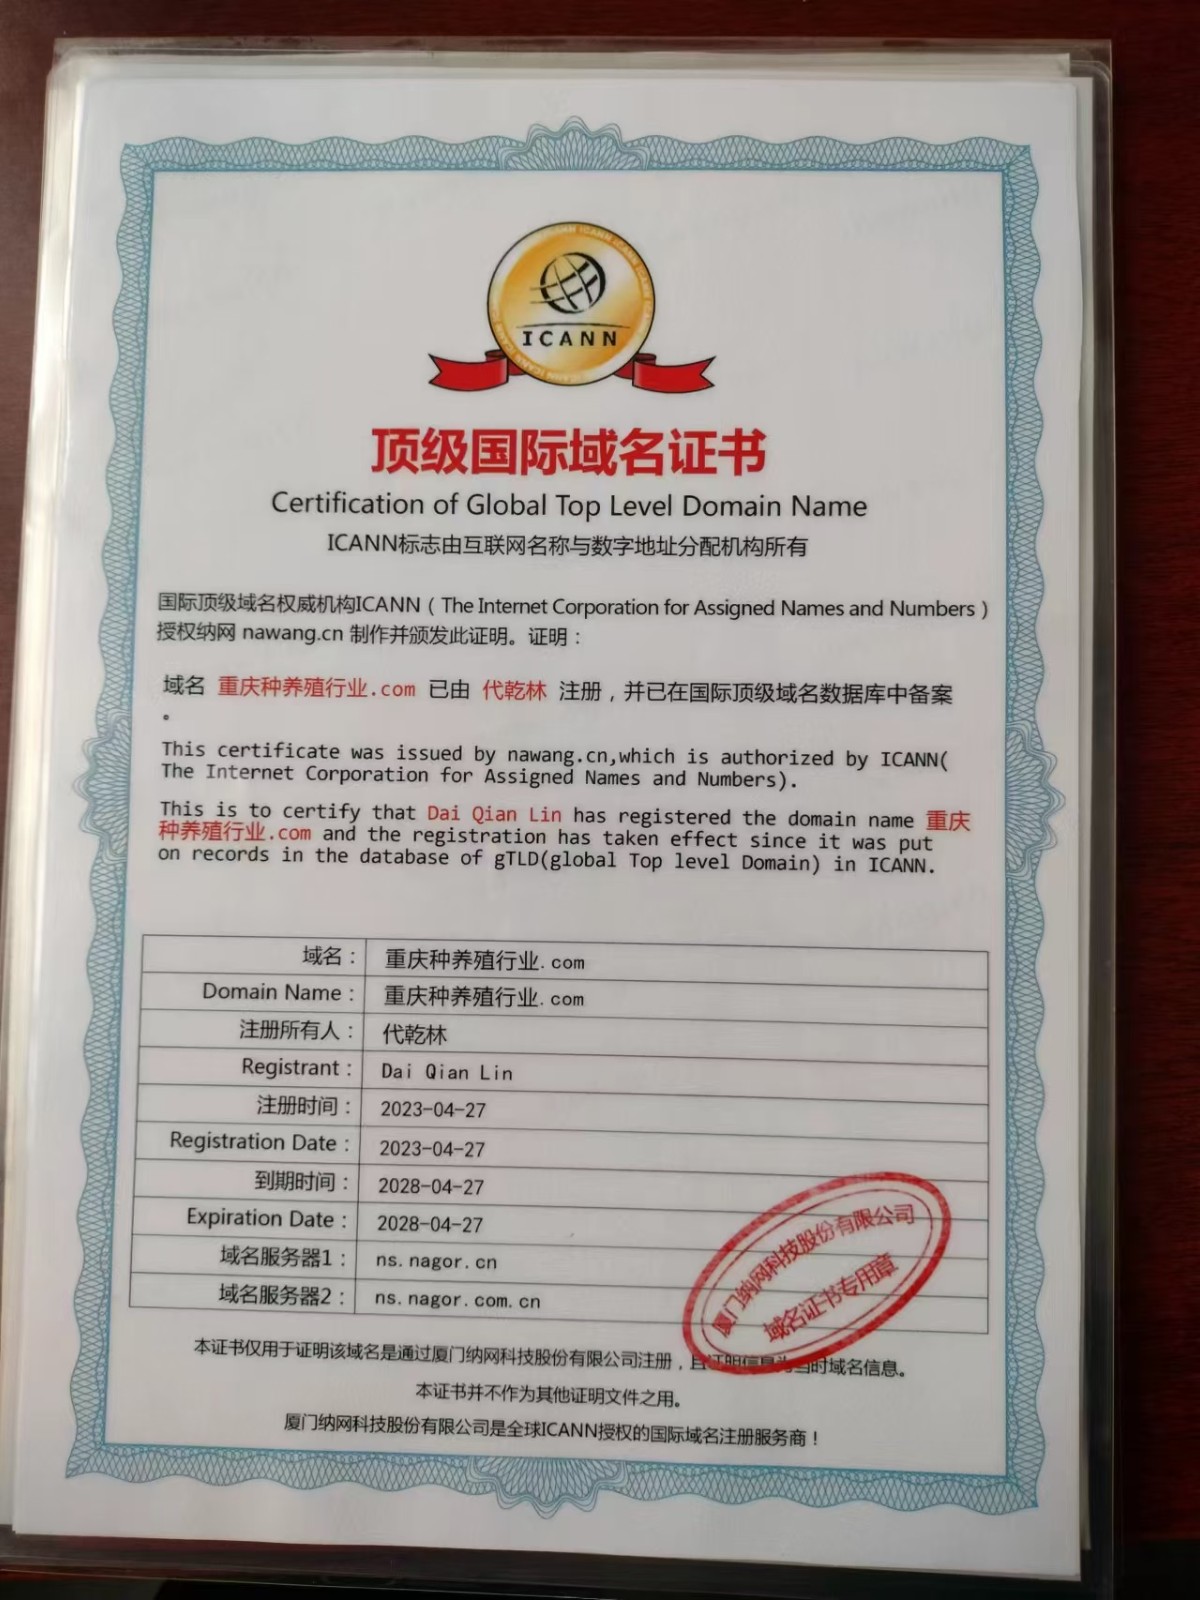 ICANN
顶级国际域名证书
Certification of Global Top Level Domain Name
ICANN标志由互联网名称与数字地址分配机构所有
国际顶级域名权威机构ICANN（The Internet Corporation for Assigned Names and Numbers）
授权纳网 nawang.cn 制作并颁发此证明。证明：
域名 重庆种养殖行业.com 已由 代乾林 注册，并已在国际顶级域名数据库中备案
。
This certificate was issued by nawang.cn,which is authorized by ICANN(
The Internet Corporation for Assigned Names and Numbers).
This is to certify that Dai Qian Lin has registered the domain name 重庆
种养殖行业.com and the registration has taken effect since it was put
on records in the database of gTLD(global Top level Domain) in ICANN.
域名： 重庆种养殖行业.com
Domain Name： 重庆种养殖行业.com
注册所有人： 代乾林
Registrant： Dai Qian Lin
注册时间： 2023-04-27
Registration Date： 2023-04-27
到期时间： 2028-04-27
Expiration Date： 2028-04-27
域名服务器1： ns.nagor.cn
域名服务器2： ns.nagor.com.cn
厦门纳网科技股份有限公司
域名证书专用章
本证书仅用于证明该域名是通过厦门纳网科技股份有限公司注册，且证明信息为当时域名信息。
本证书并不作为其他证明文件之用。
厦门纳网科技股份有限公司是全球ICANN授权的国际域名注册服务商！